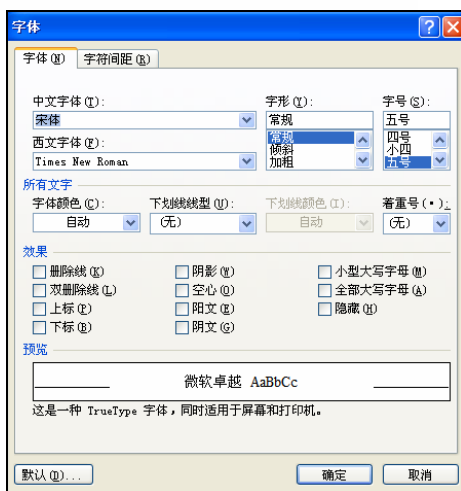 字体
字体(N) 字符间距(R)
中文字体(T): 字形(Y): 字号(S):
宋体 常规 五号
西文字体(F): 常规 四号
倾斜 小四
Times New Roman 加粗 五号
所有文字
字体颜色(C): 下划线线型(U): 下划线颜色(I): 着重号(·):
自动 (无) 自动 (无)
效果
删除线(K) 阴影(W) 小型大写字母(M)
双删除线(L) 空心(O) 全部大写字母(A)
上标(P) 阳文(E) 隐藏(H)
下标(B) 阴文(G)
预览
微软卓越 AaBbCc
这是一种 TrueType 字体，同时适用于屏幕和打印机。
默认(D)... 确定 取消